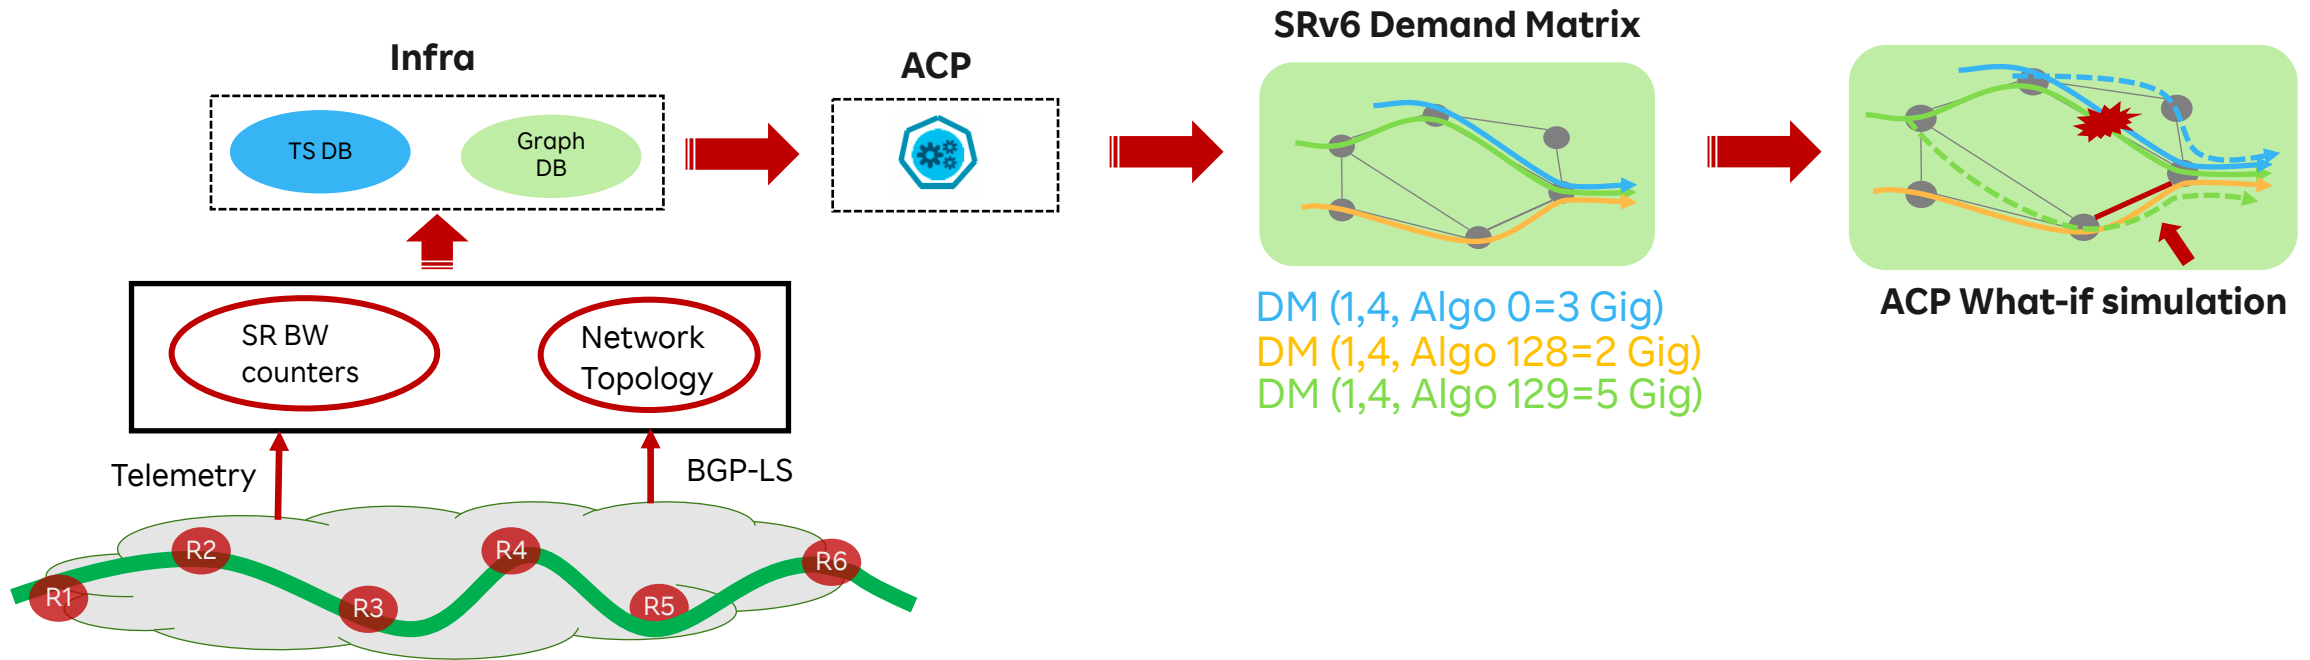 Infra
TS DB
Graph
DB
ACP
SRv6 Demand Matrix
DM (1,4, Algo 0=3 Gig)
DM (1,4, Algo 128=2 Gig)
DM (1,4, Algo 129=5 Gig)
ACP What-if simulation
SR BW
counters
Network
Topology
Telemetry
BGP-LS
R1
R2
R3
R4
R5
R6